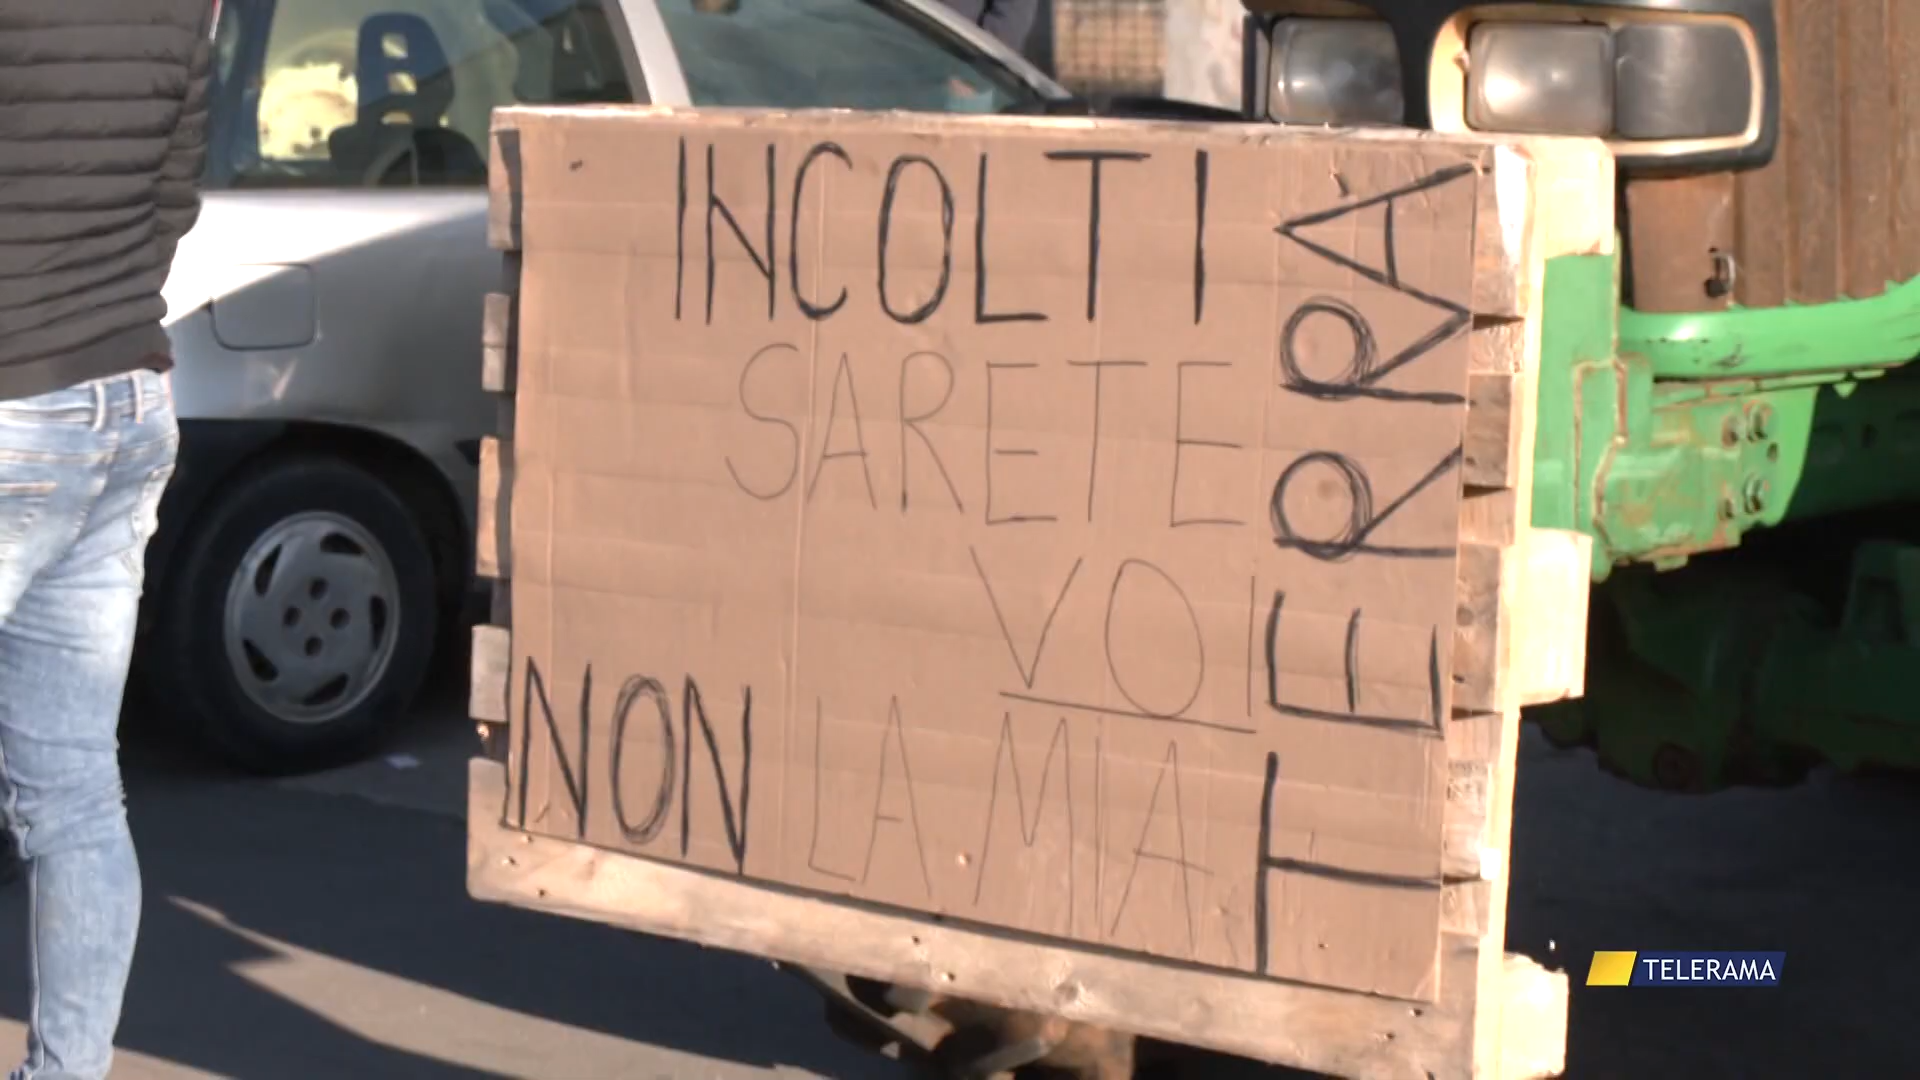 INCOLTI
SARETE
VOI
NON LA MIA
TERRA
TELERAMA